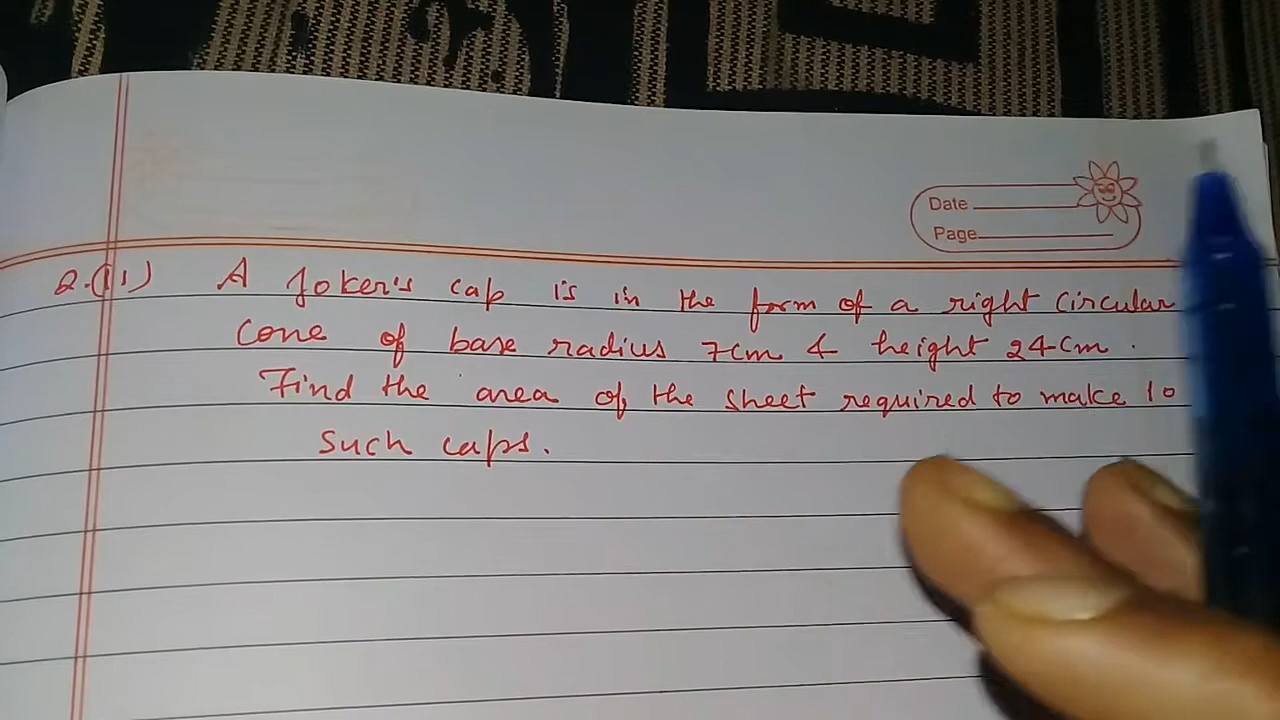 Date
Page
Q.(11) A Joker's cap is in the form of a right circular
cone of base radius 7cm & height 24cm.
Find the area of the sheet required to make 10
such caps.